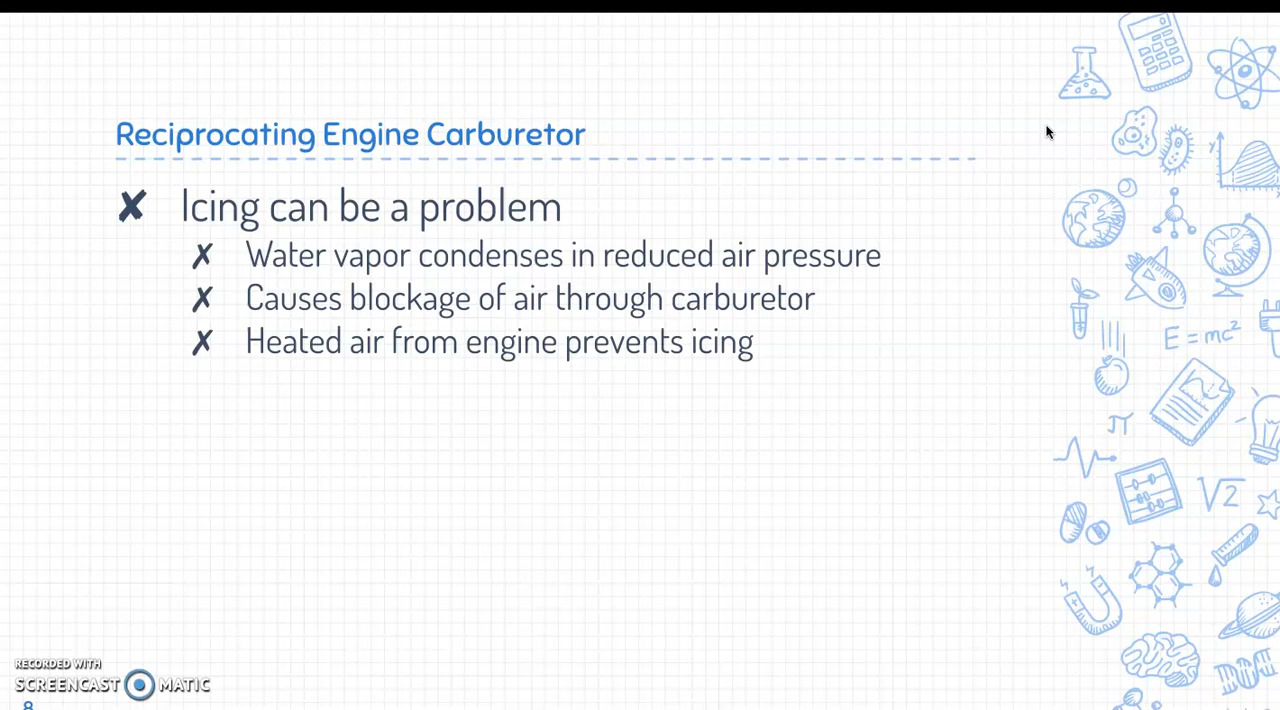 Reciprocating Engine Carburetor
✘ Icing can be a problem
✗ Water vapor condenses in reduced air pressure
✗ Causes blockage of air through carburetor
✗ Heated air from engine prevents icing
y
E = mc²
π
√2
RECORDED WITH
SCREENCAST MATIC
8